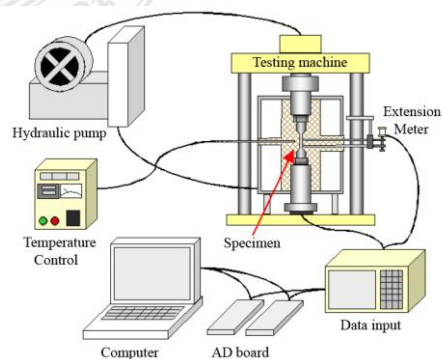 Testing machine
Extension
Meter
Hydraulic pump
Temperature
Control
Specimen
Computer
AD board
Data input